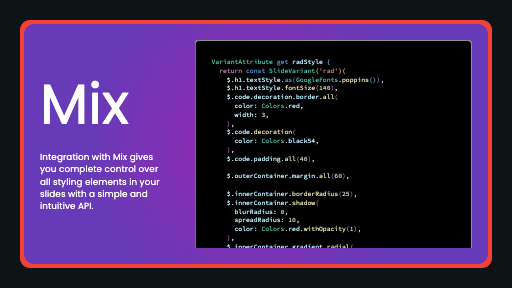 Mix
Integration with Mix gives
you complete control over
all styling elements in your
slides with a simple and
intuitive API.
VariantAttribute get radStyle {
return const SlideVariant('rad')(
$.h1.textStyle.as(GoogleFonts.poppins()),
$.h1.textStyle.fontSize(140),
$.code.decoration.border.all(
color: Colors.red,
width: 3,
),
$.code.decoration(
color: Colors.black54,
),
$.code.padding.all(40),
$.outerContainer.margin.all(60),
$.innerContainer.borderRadius(25),
$.innerContainer.shadow(
blurRadius: 0,
spreadRadius: 10,
color: Colors.red.withOpacity(1),
),
$.innerContainer.gradient.radial(